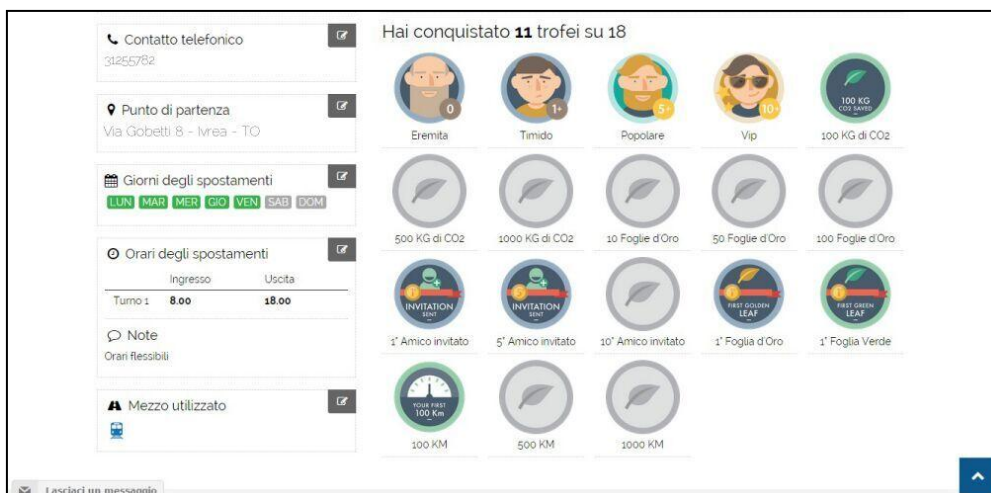 Contatto telefonico
31255782
Punto di partenza
Via Gobetti 8 - Ivrea - TO
Giorni degli spostamenti
LUN MAR MER GIO VEN SAB DOM
Orari degli spostamenti
Ingresso Uscita
Turno 1 8.00 18.00
Note
Orari flessibili
Mezzo utilizzato
Hai conquistato 11 trofei su 18
0 1+ 5+ 10+
100 KG
CO2 SAVED
Eremita Timido Popolare Vip 100 KG di CO2
500 KG di CO2 1000 KG di CO2 10 Foglie d'Oro 50 Foglie d'Oro 100 Foglie d'Oro
INVITATION
SENT
INVITATION
SENT
FIRST GOLDEN
LEAF
FIRST GREEN
LEAF
1° Amico invitato 5° Amico invitato 10° Amico invitato 1° Foglia d'Oro 1° Foglia Verde
YOUR FIRST
100 Km
100 KM 500 KM 1000 KM
Lasciaci un messaggio